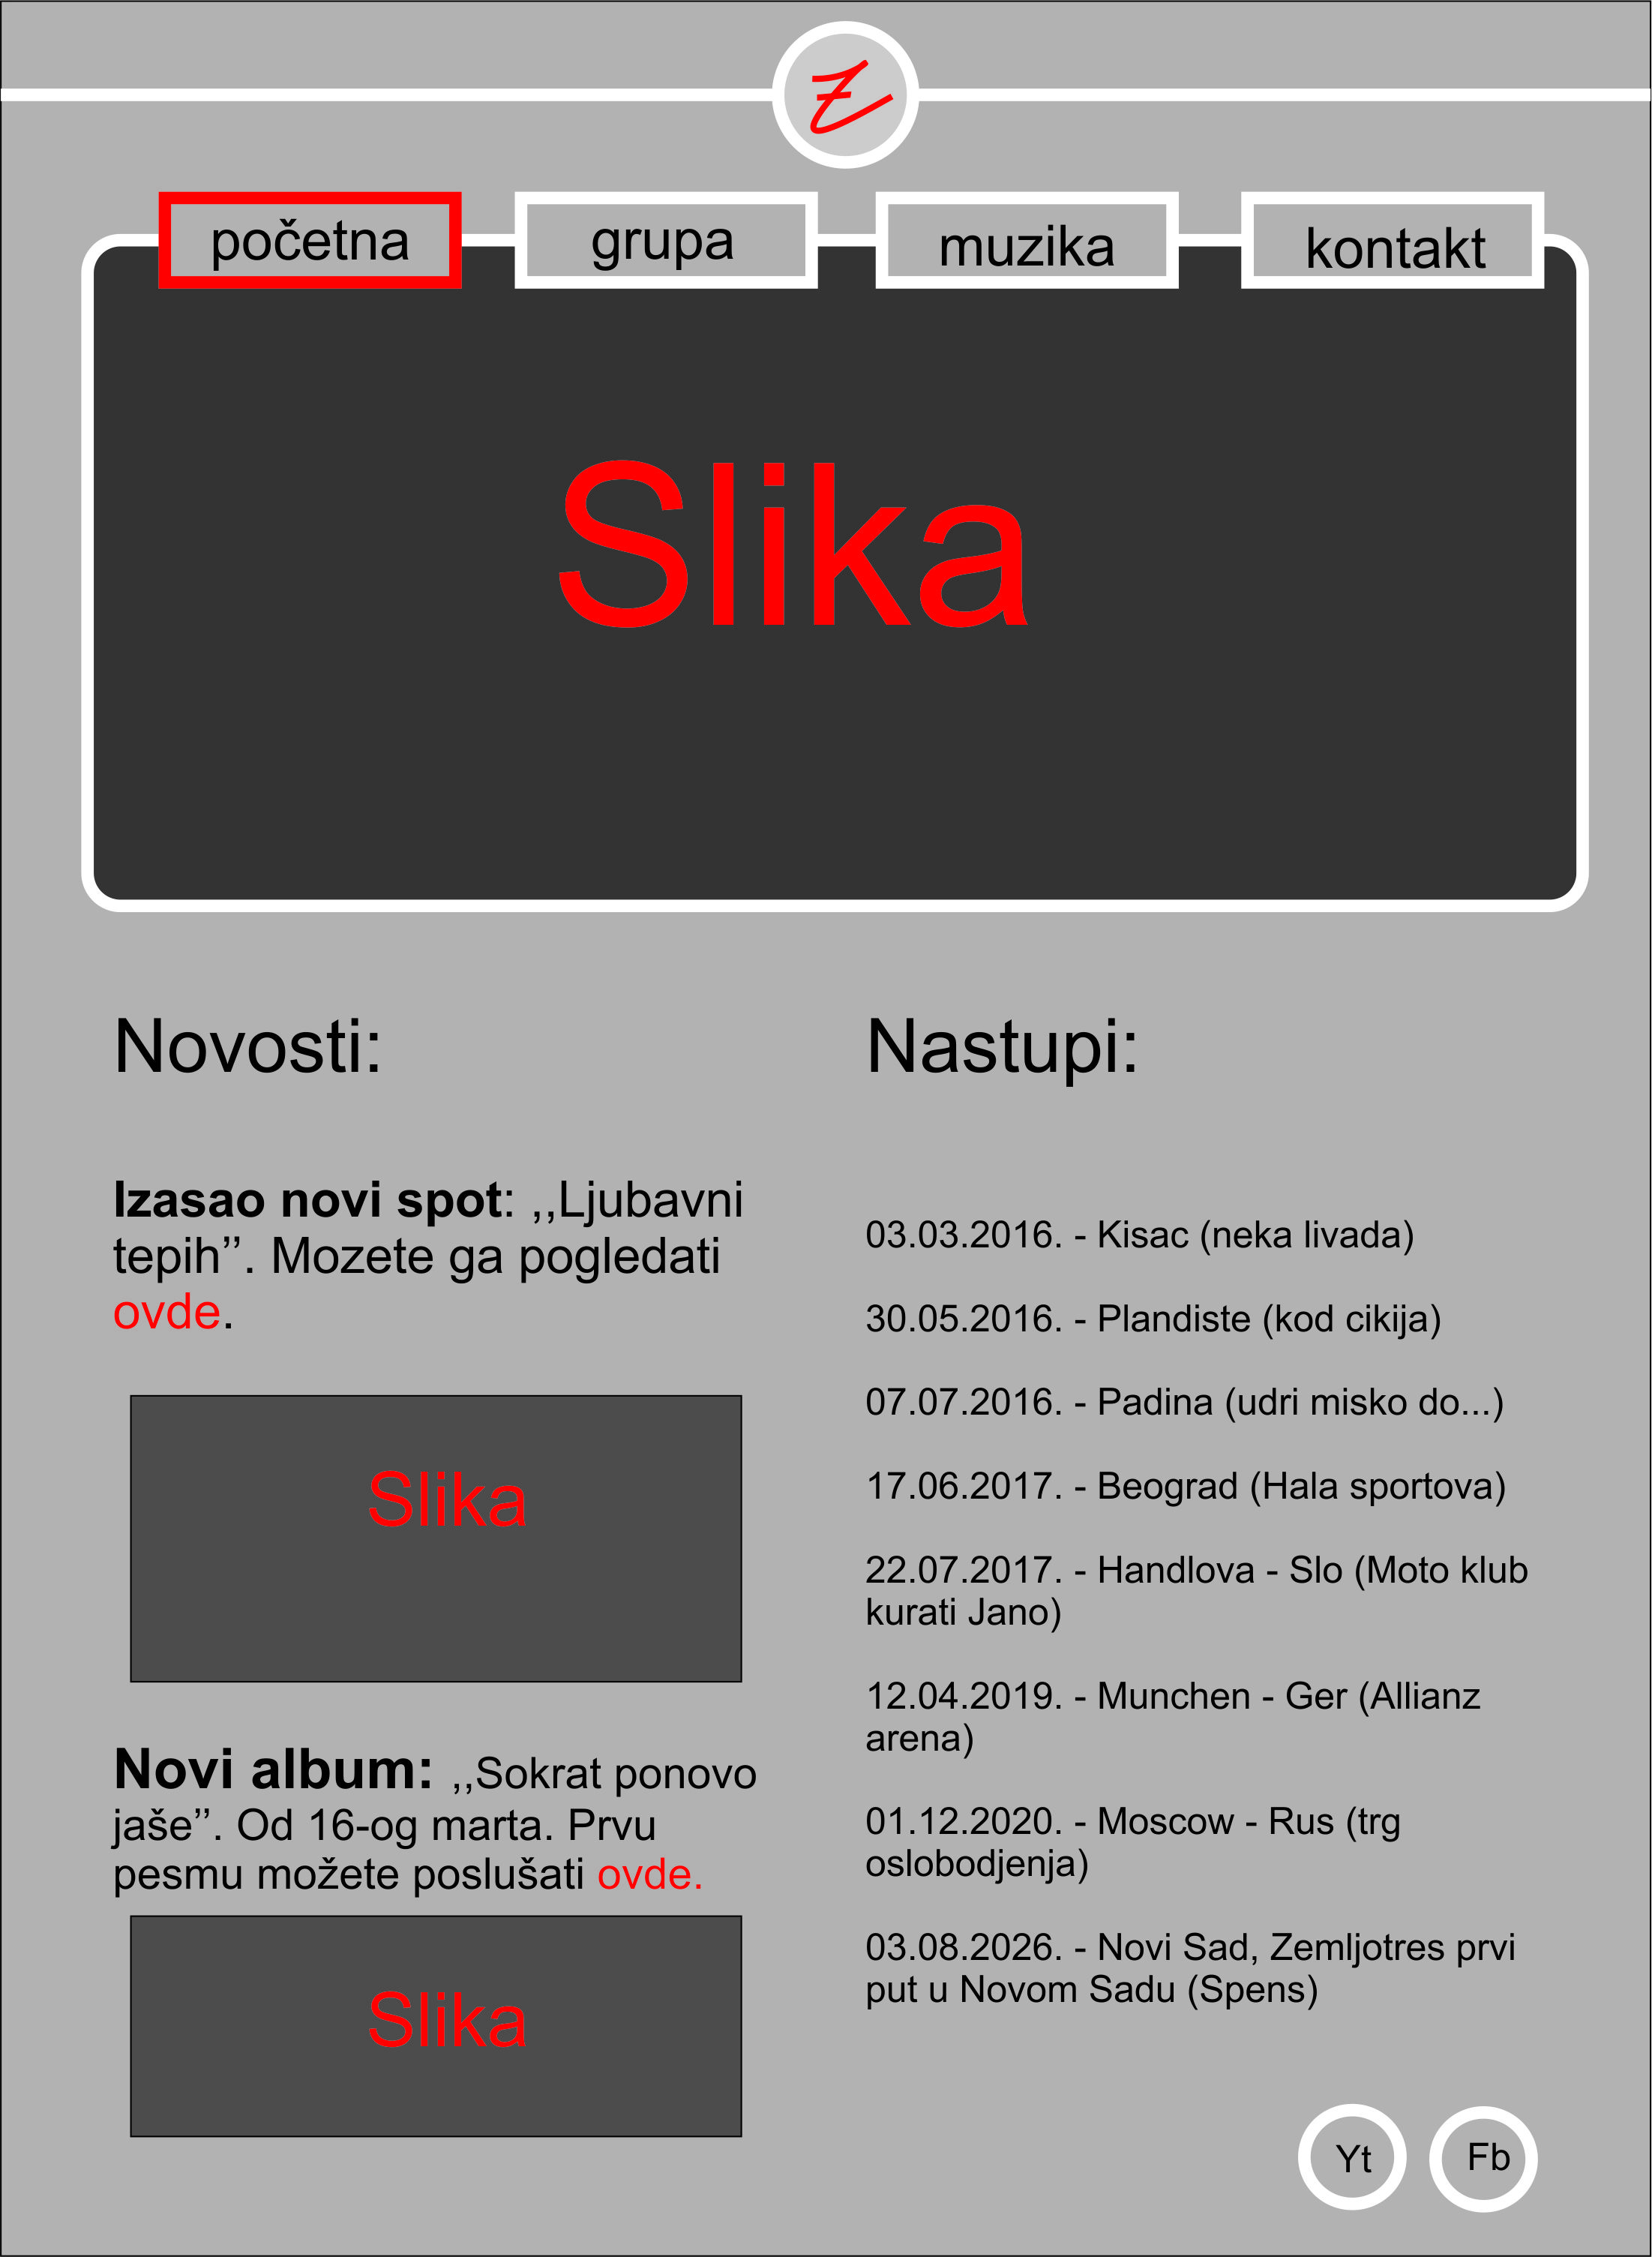 Z
početna
grupa
muzika
kontakt
Slika
Novosti:
Izasao novi spot: ,,Ljubavni
tepih’’. Mozete ga pogledati
ovde.
Slika
Novi album: ,,Sokrat ponovo
jaše’’. Od 16-og marta. Prvu
pesmu možete poslušati ovde.
Slika
Nastupi:
03.03.2016. - Kisac (neka livada)
30.05.2016. - Plandiste (kod cikija)
07.07.2016. - Padina (udri misko do...)
17.06.2017. - Beograd (Hala sportova)
22.07.2017. - Handlova - Slo (Moto klub
kurati Jano)
12.04.2019. - Munchen - Ger (Allianz
arena)
01.12.2020. - Moscow - Rus (trg
oslobodjenja)
03.08.2026. - Novi Sad, Zemljotres prvi
put u Novom Sadu (Spens)
Yt
Fb